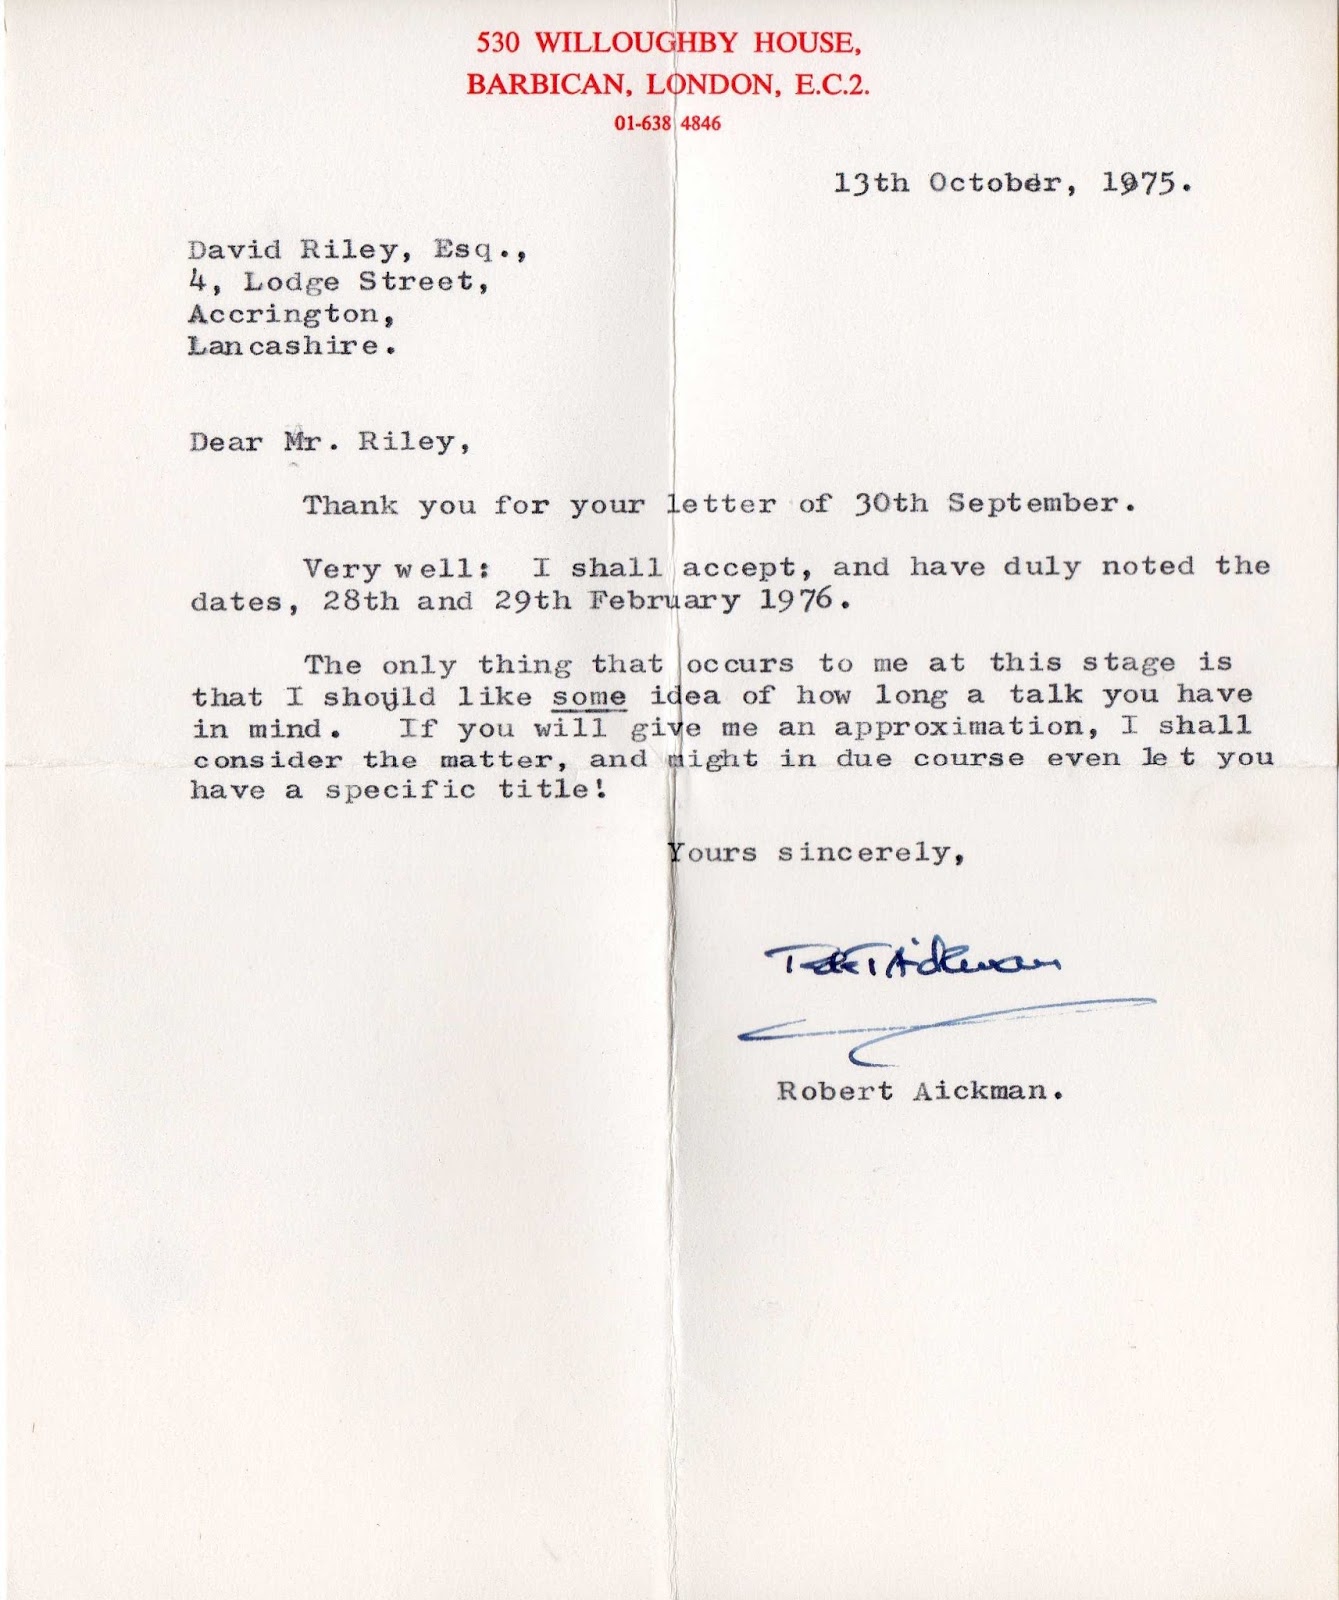 530 WILLOUGHBY HOUSE,
BARBICAN, LONDON, E.C.2.
01-638 4846
13th October, 1975.
David Riley, Esq.,
4, Lodge Street,
Accrington,
Lancashire.
Dear Mr. Riley,
Thank you for your letter of 30th September.
Very well: I shall accept, and have duly noted the
dates, 28th and 29th February 1976.
The only thing that occurs to me at this stage is
that I should like some idea of how long a talk you have
in mind. If you will give me an approximation, I shall
consider the matter, and might in due course even let you
have a specific title!
Yours sincerely,
Robert Aickman
Robert Aickman.